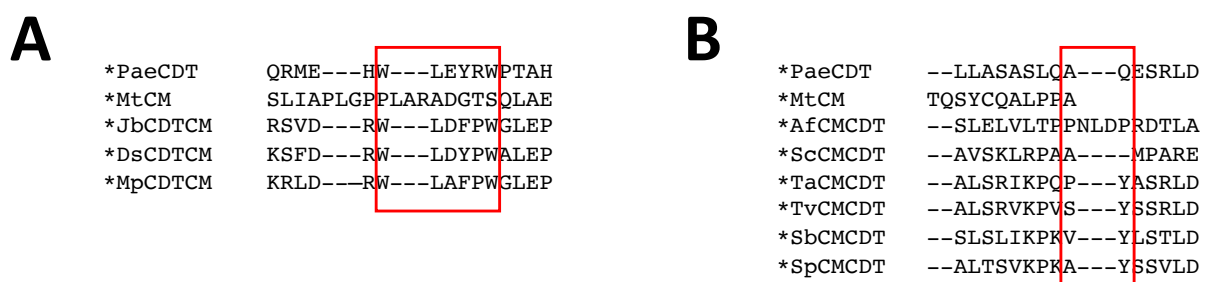 A
*PaeCDT QRME---HW---LEYRWPTAH
*MtCM SLIAPLGPPLARADGTSQLAE
*JbCDTCM RSVD---RW---LDFPWGLEP
*DsCDTCM KSFD---RW---LDYPWALEP
*MpCDTCM KRLD---RW---LAFPWGLEP
B
*PaeCDT --LLASASLQA---QESRLD
*MtCM TQSYCQALPPA
*AfCMCDT --SLELVLTPPNLDPRDTLA
*ScCMCDT --AVSKLRPAA----MPARE
*TaCMCDT --ALSRIKPQP---YASRLD
*TvCMCDT --ALSRVKPVS---YSSRLD
*SbCMCDT --SLSLIKPKV---YLSTLD
*SpCMCDT --ALTSVKPKA---YSSVLD